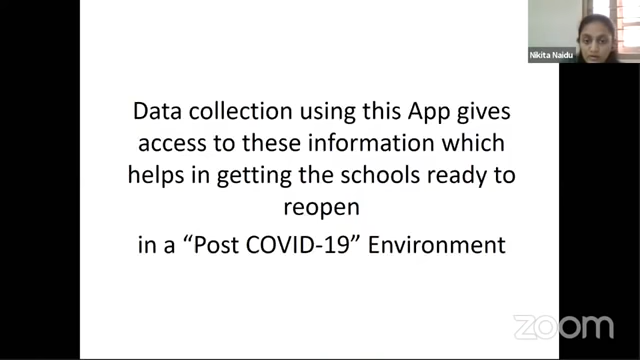 Nikita Naidu
Data collection using this App gives
access to these information which
helps in getting the schools ready to
reopen
in a “Post COVID-19” Environment
zoom